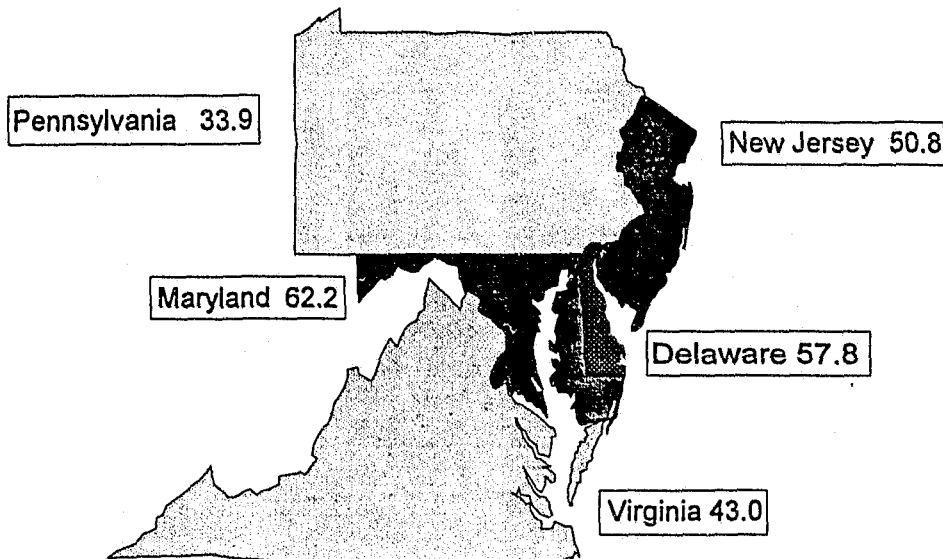 Pennsylvania 33.9
New Jersey 50.8
Maryland 62.2
Delaware 57.8
Virginia 43.0